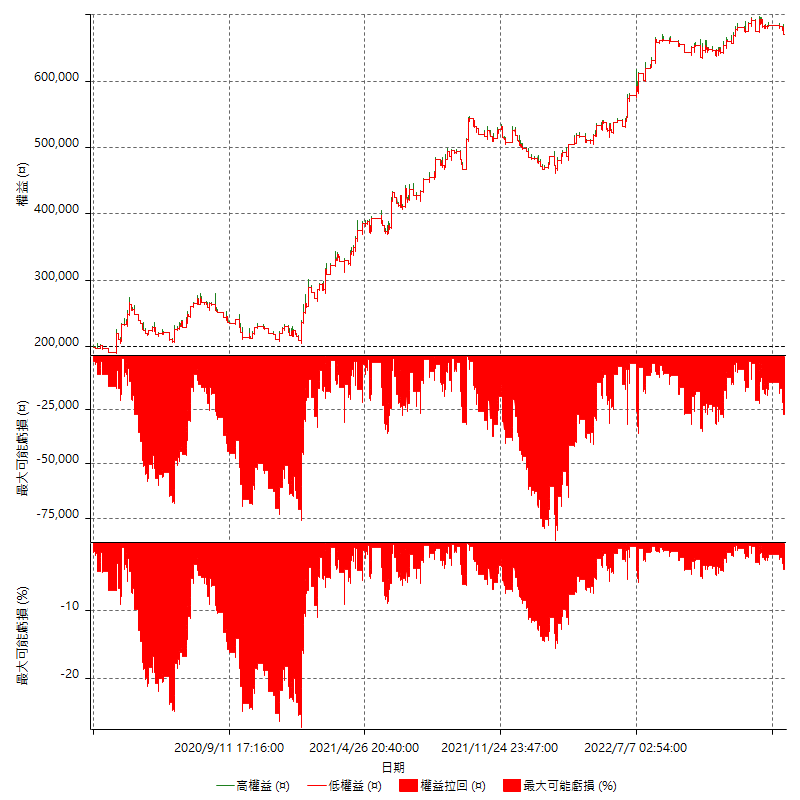 600,000
500,000
400,000
300,000
200,000
權益 (¤)
-25,000
-50,000
-75,000
最大可能虧損 (¤)
-10
-20
最大可能虧損 (%)
2020/9/11 17:16:00 2021/4/26 20:40:00 2021/11/24 23:47:00 2022/7/7 02:54:00
日期
高權益 (¤) 低權益 (¤) 權益拉回 (¤) 最大可能虧損 (%)